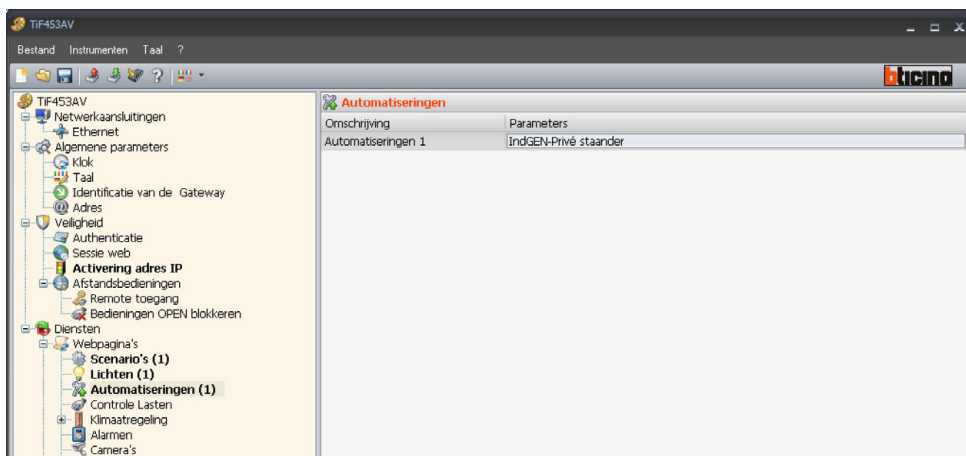 TiF453AV
Bestand Instrumenten Taal ?
bticino
TiF453AV
Netwerkaansluitingen
Ethernet
Algemene parameters
Klok
Taal
Identificatie van de Gateway
Adres
Veiligheid
Authenticatie
Sessie web
Activering adres IP
Afstandsbedieningen
Remote toegang
Bedieningen OPEN blokkeren
Diensten
Webpagina's
Scenario's (1)
Lichten (1)
Automatiseringen (1)
Controle Lasten
Klimaatregeling
Alarmen
Camera's
Automatiseringen
Omschrijving Parameters
Automatiseringen 1 IndGEN-Privé staander